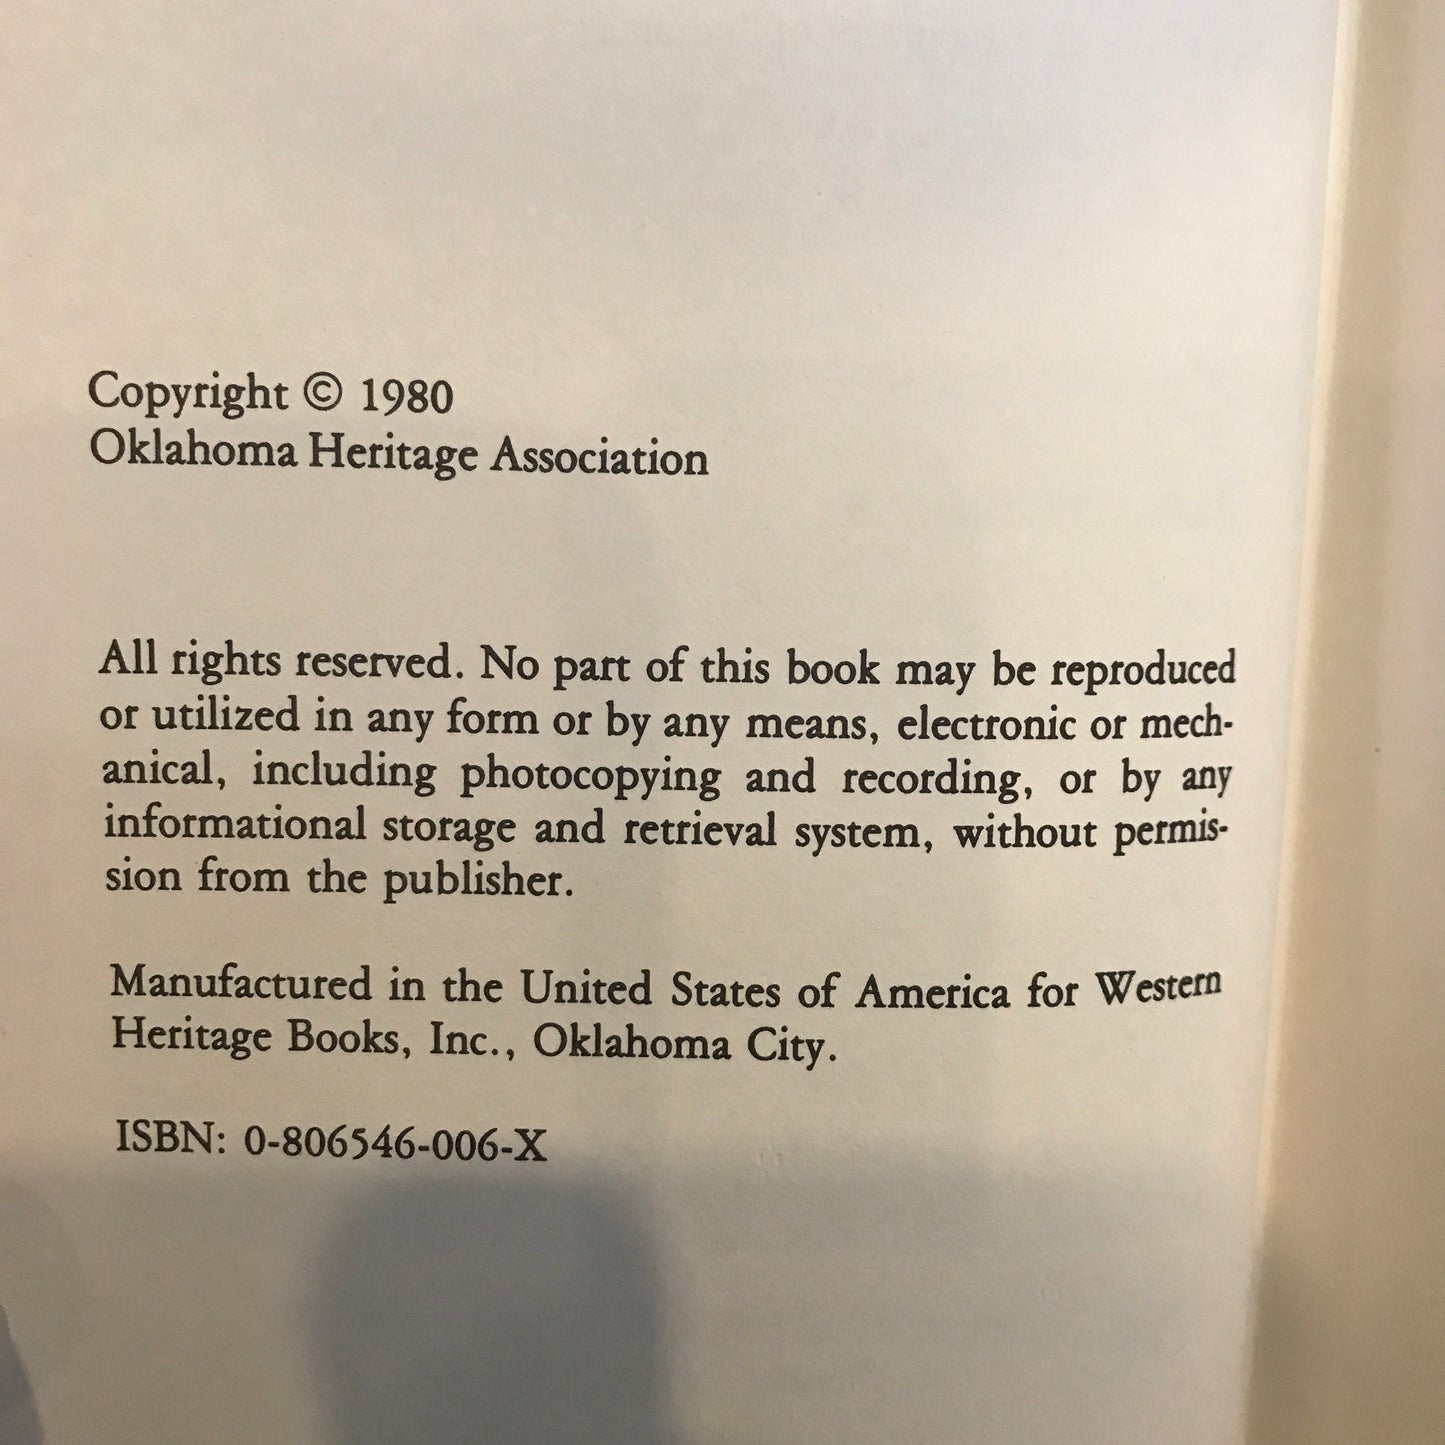 Copyright © 1980
Oklahoma Heritage Association
All rights reserved. No part of this book may be reproduced
or utilized in any form or by any means, electronic or mech-
anical, including photocopying and recording, or by any
informational storage and retrieval system, without permis-
sion from the publisher.
Manufactured in the United States of America for Western
Heritage Books, Inc., Oklahoma City.
ISBN: 0-806546-006-X